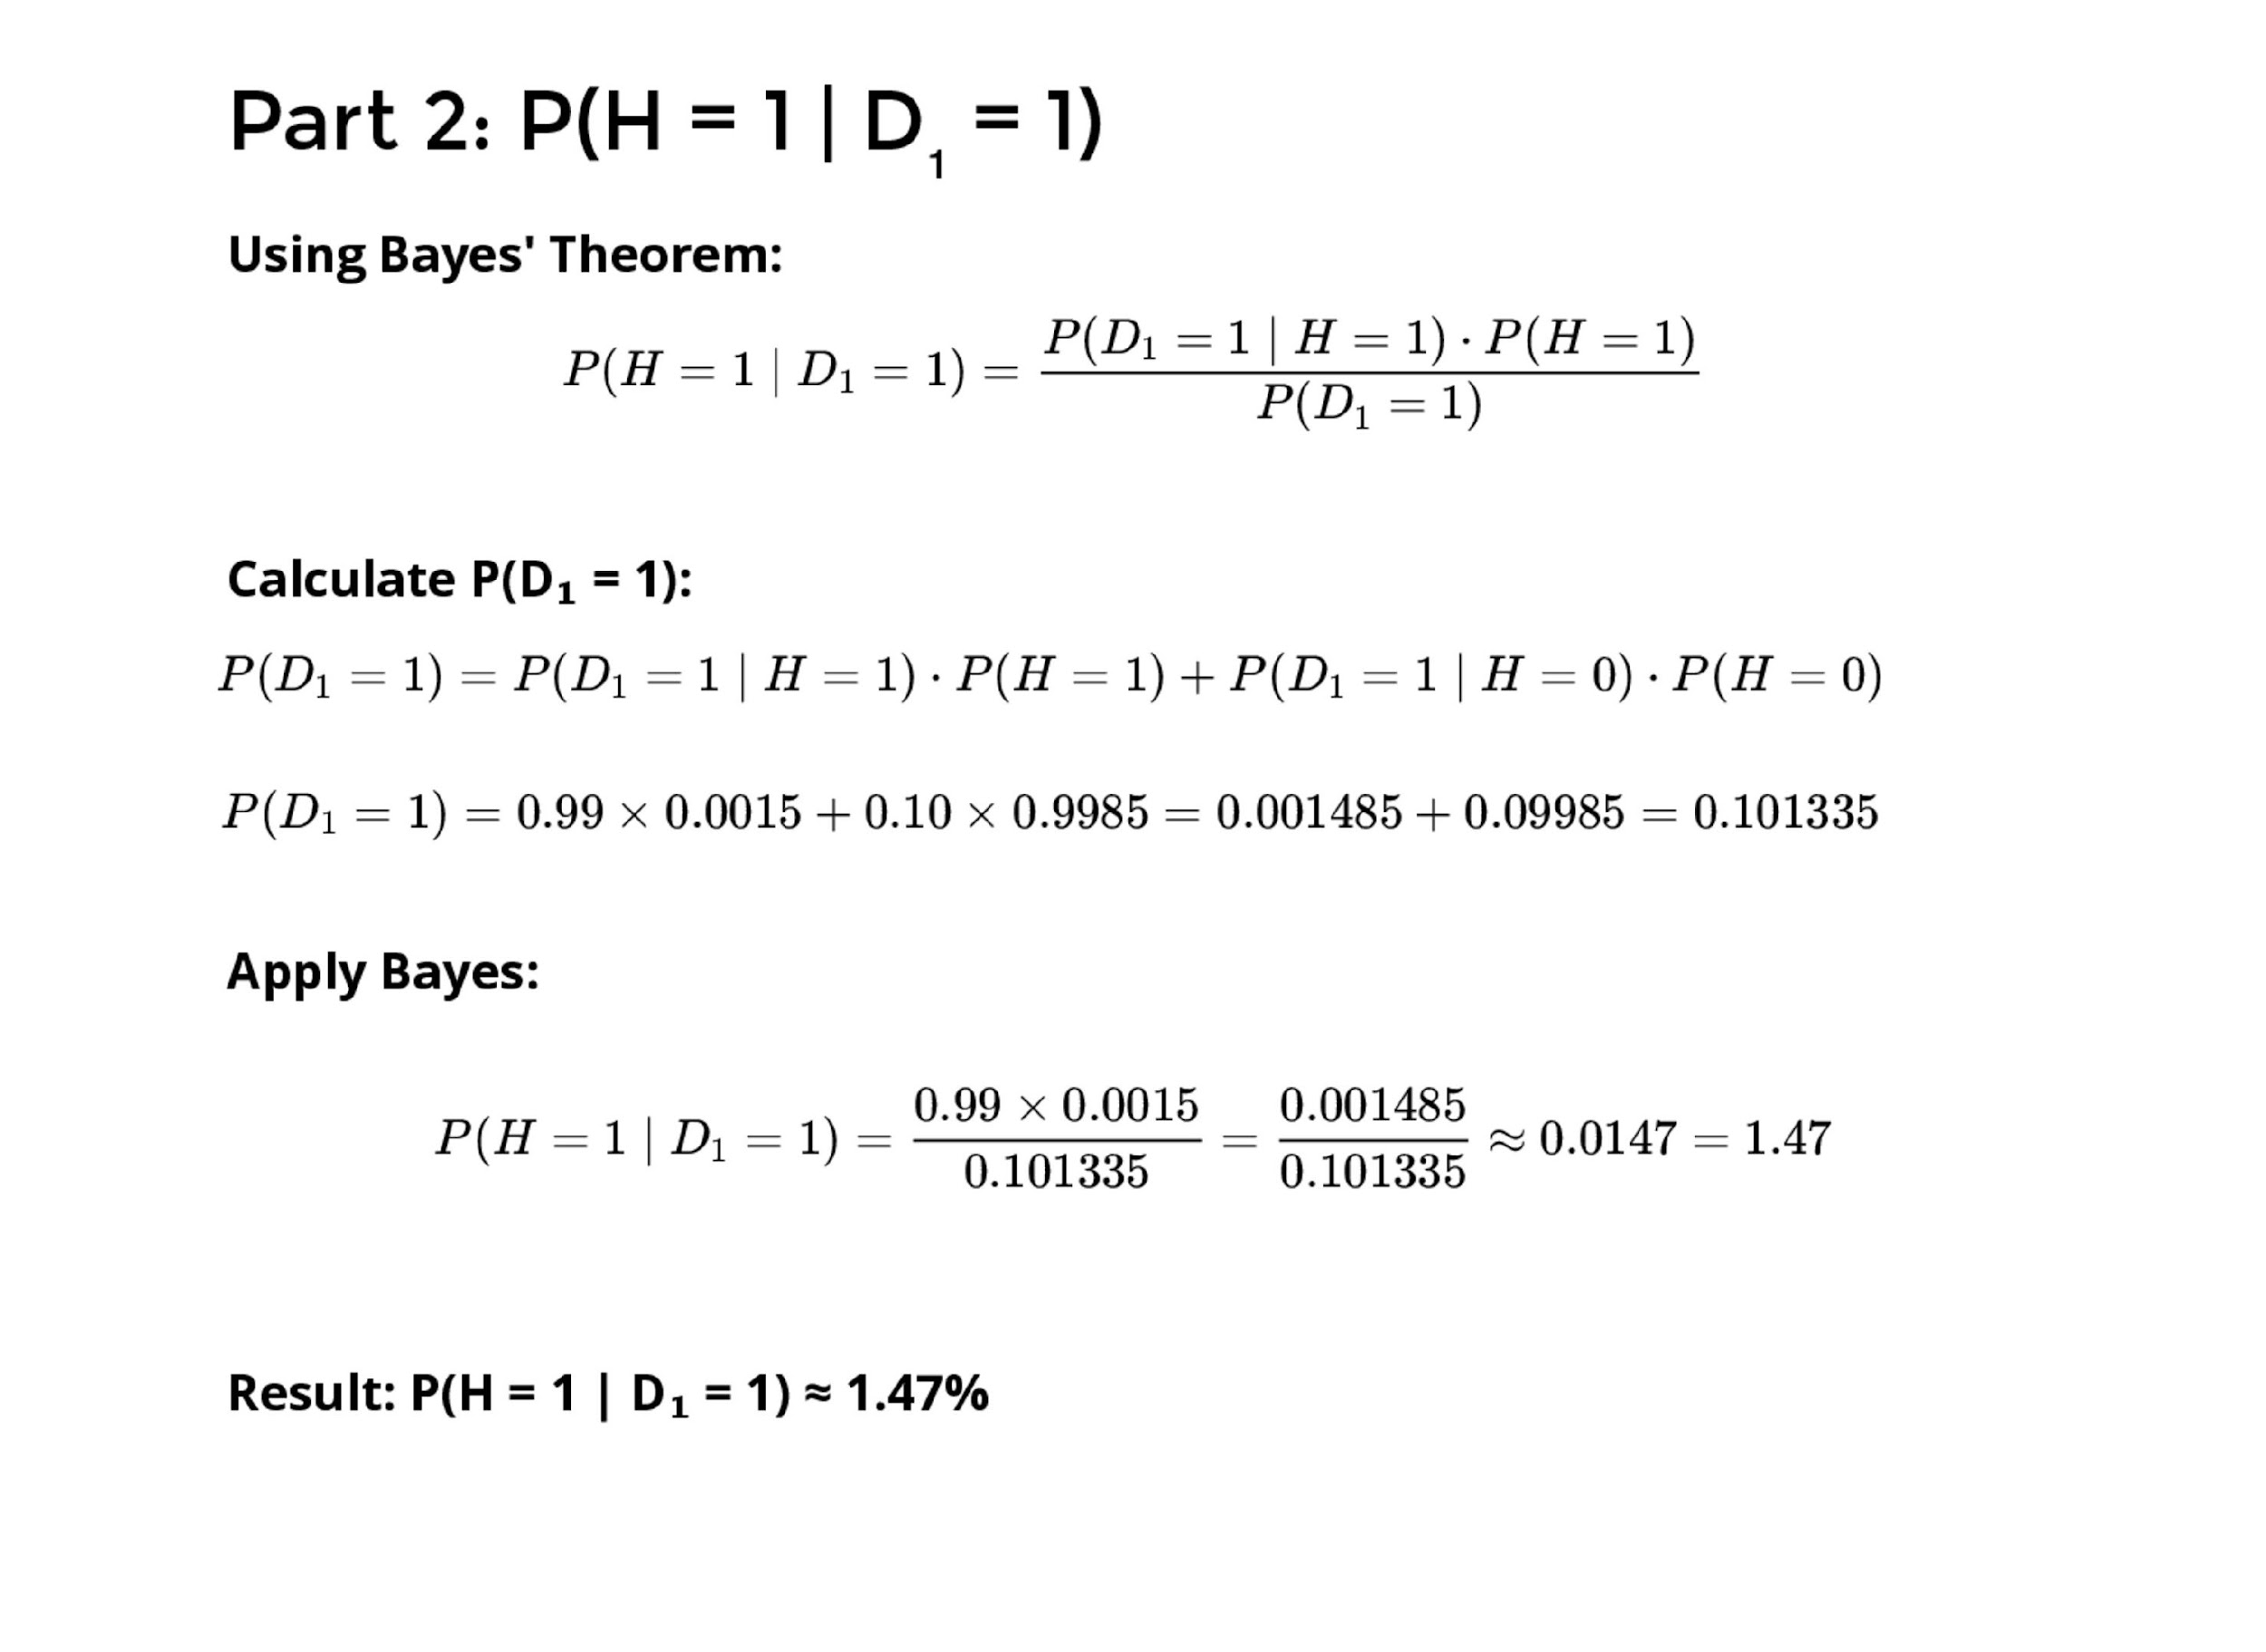 Part 2: P(H = 1 | D₁ = 1)
Using Bayes' Theorem:
P(H = 1 | D₁ = 1) = \frac{P(D₁ = 1 | H = 1) · P(H = 1)}{P(D₁ = 1)}
Calculate P(D₁ = 1):
P(D₁ = 1) = P(D₁ = 1 | H = 1) · P(H = 1) + P(D₁ = 1 | H = 0) · P(H = 0)
P(D₁ = 1) = 0.99 × 0.0015 + 0.10 × 0.9985 = 0.001485 + 0.09985 = 0.101335
Apply Bayes:
P(H = 1 | D₁ = 1) = \frac{0.99 × 0.0015}{0.101335} = \frac{0.001485}{0.101335} ≈ 0.0147 = 1.47
Result: P(H = 1 | D₁ = 1) ≈ 1.47%